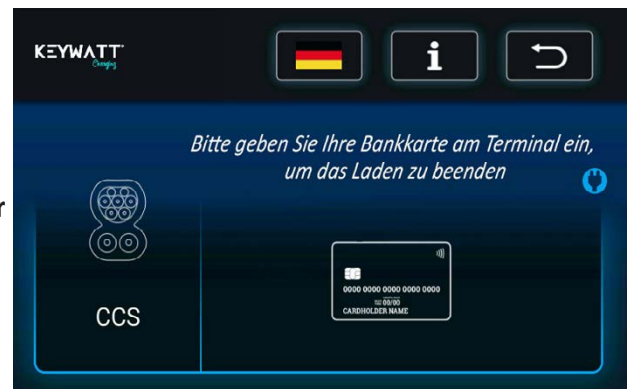 KEYWATT
Charging
i
Bitte geben Sie Ihre Bankkarte am Terminal ein,
um das Laden zu beenden
r
CCS
0000 0000 0000 0000 0000
00/00
CARDHOLDER NAME